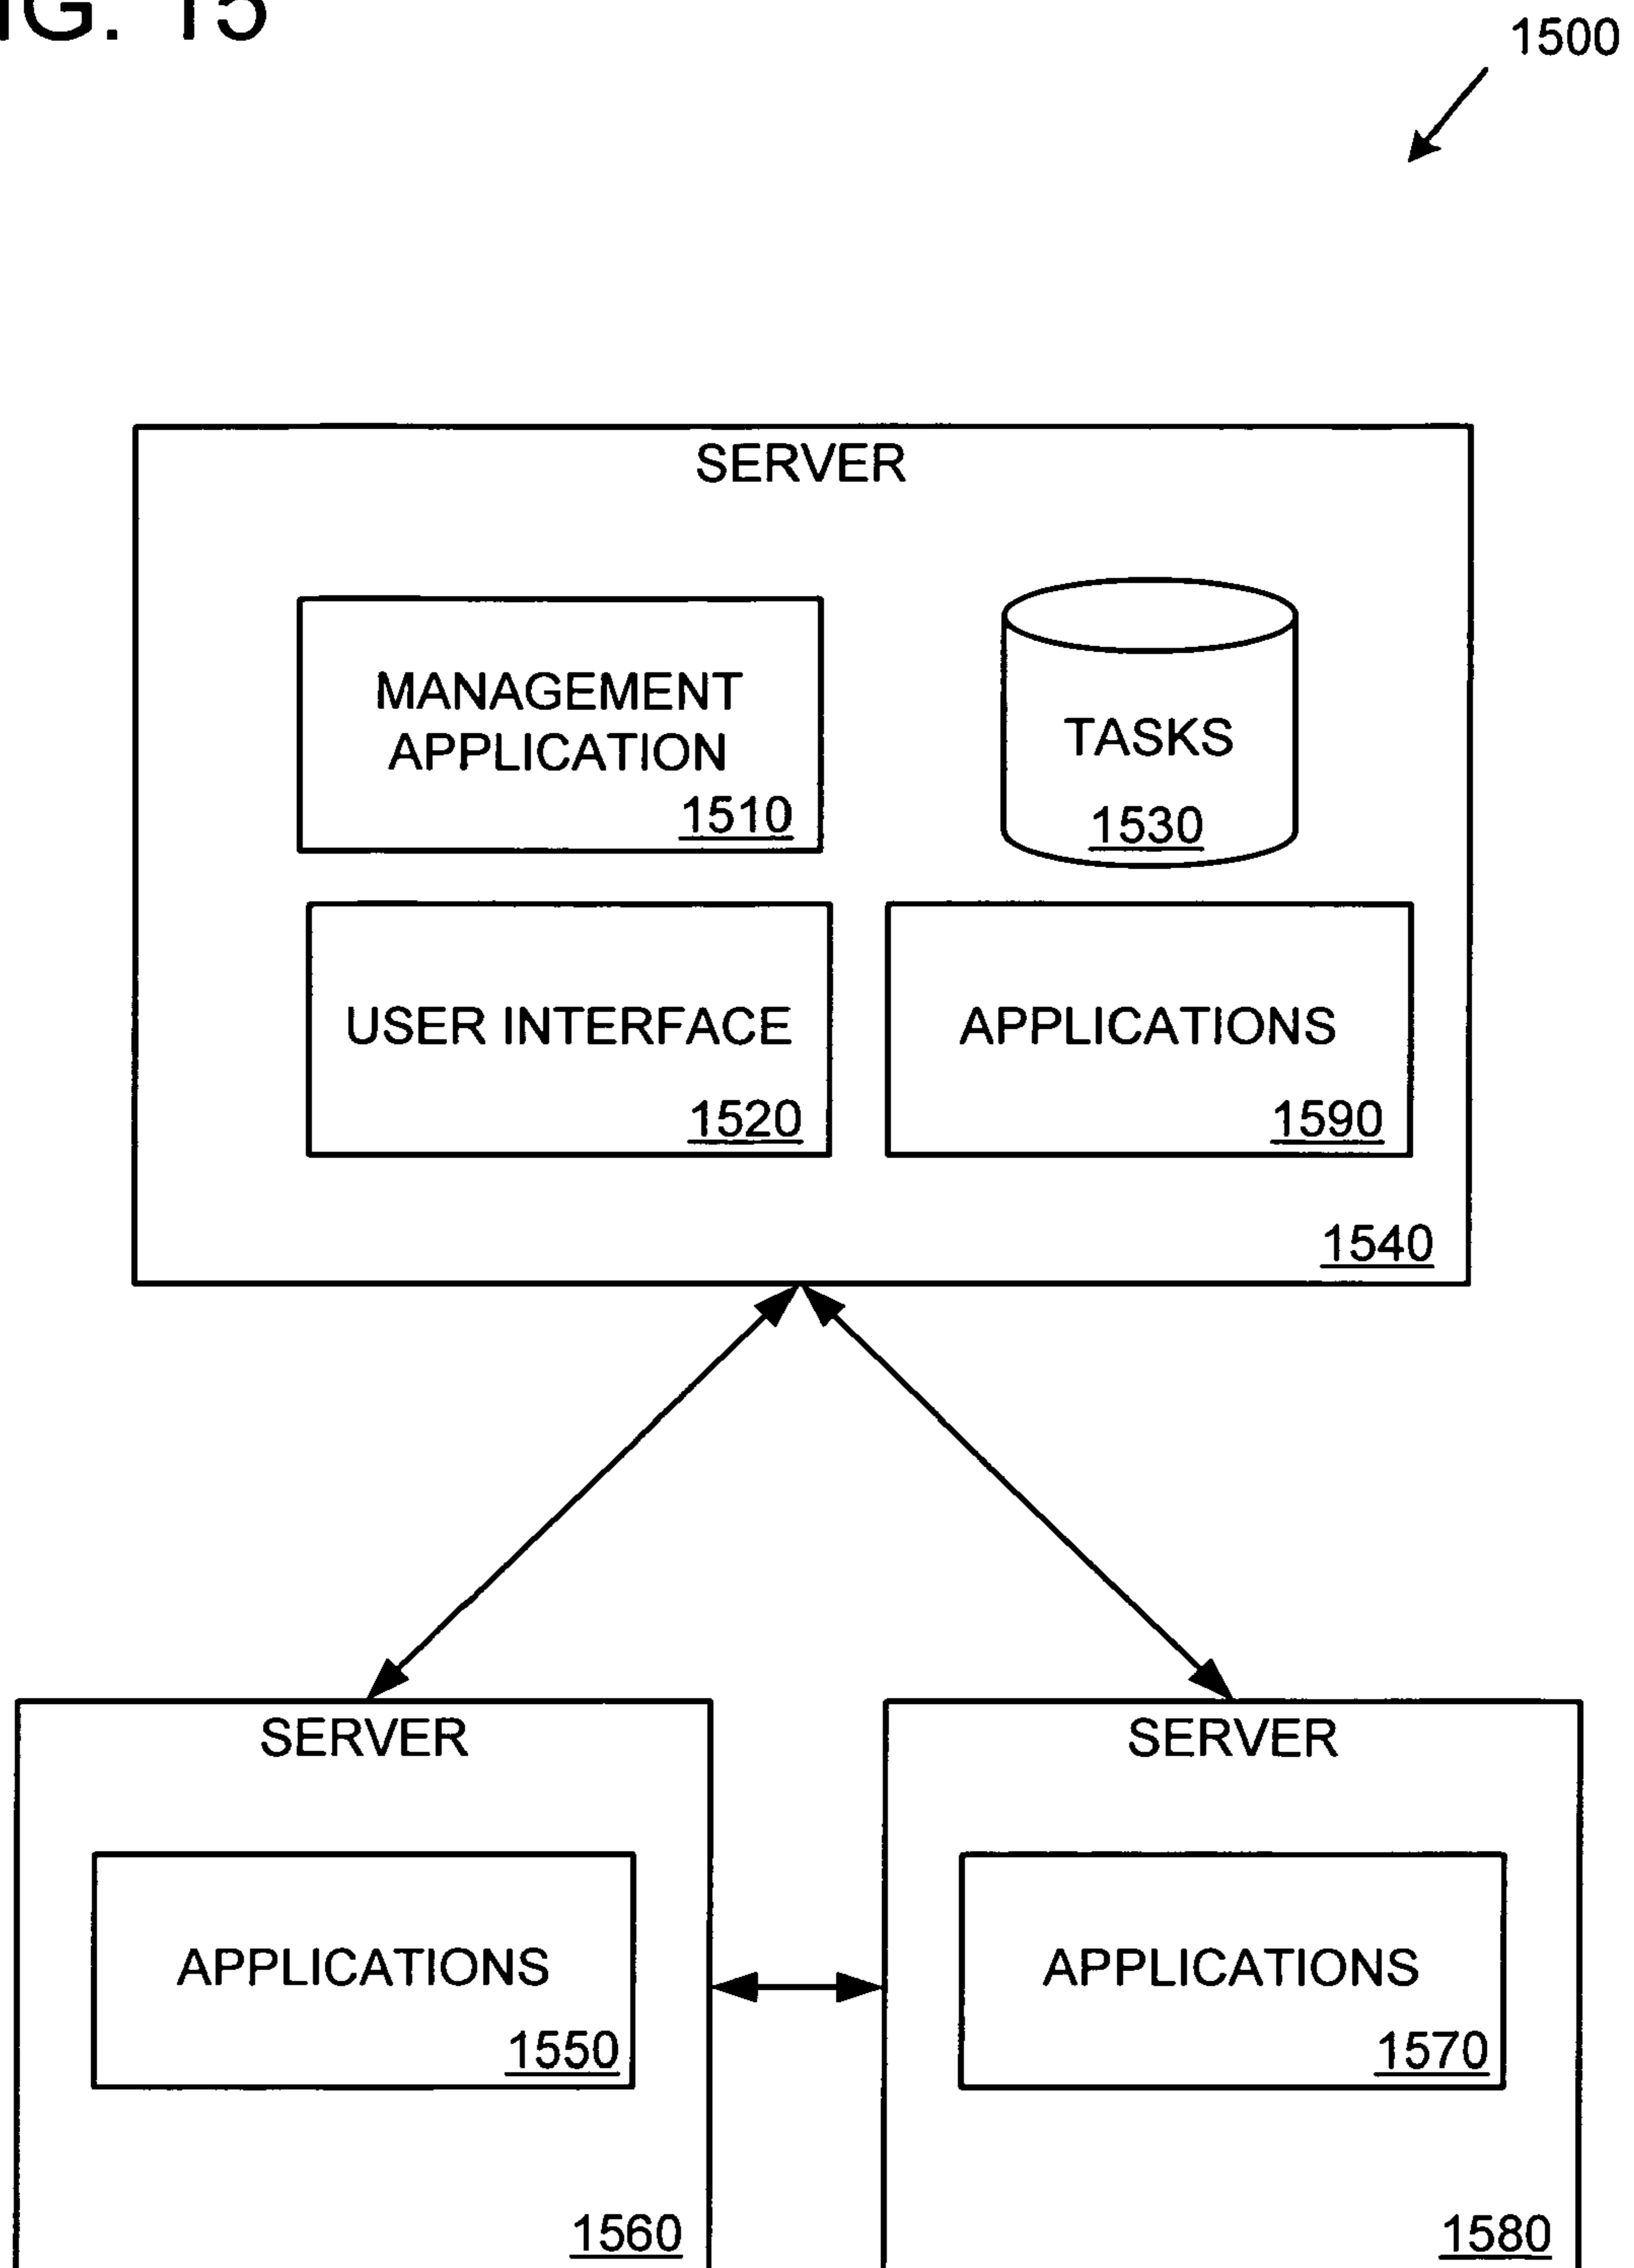 IG. 15
1500
SERVER
MANAGEMENT
APPLICATION
1510
TASKS
1530
USER INTERFACE
1520
APPLICATIONS
1590
1540
SERVER
APPLICATIONS
1550
1560
SERVER
APPLICATIONS
1570
1580